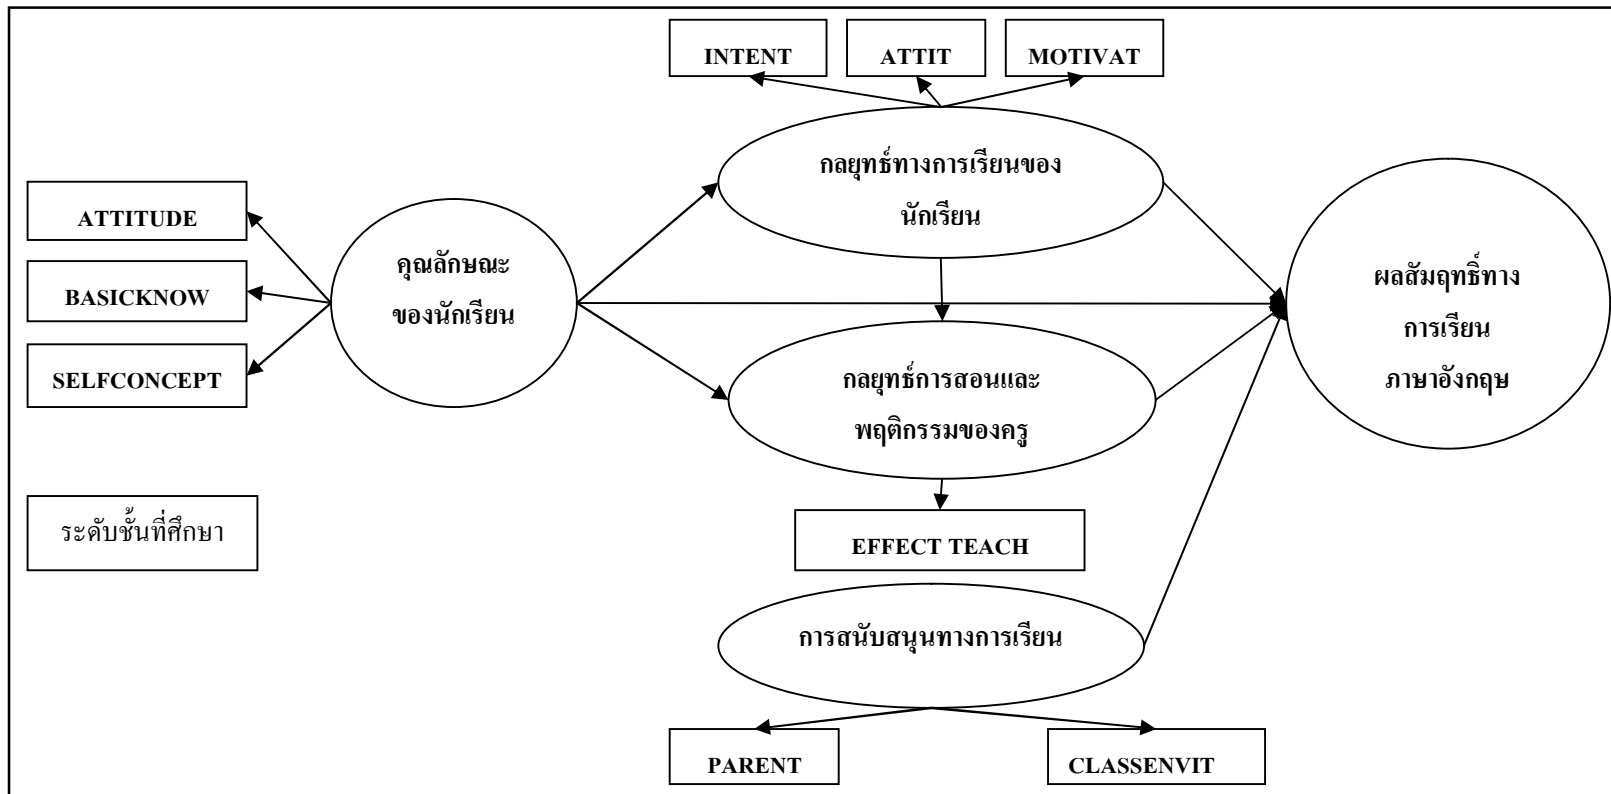 INTENT
ATTIT
MOTIVAT
กลยุทธ์ทางการเรียนของ
นักเรียน
ATTITUDE
BASICKNOW
SELFCONCEPT
คุณลักษณะ
ของนักเรียน
ผลสัมฤทธิ์ทาง
การเรียน
ภาษาอังกฤษ
กลยุทธ์การสอนและ
พฤติกรรมของครู
ระดับชั้นที่ศึกษา
EFFECT TEACH
การสนับสนุนทางการเรียน
PARENT
CLASSENVIT